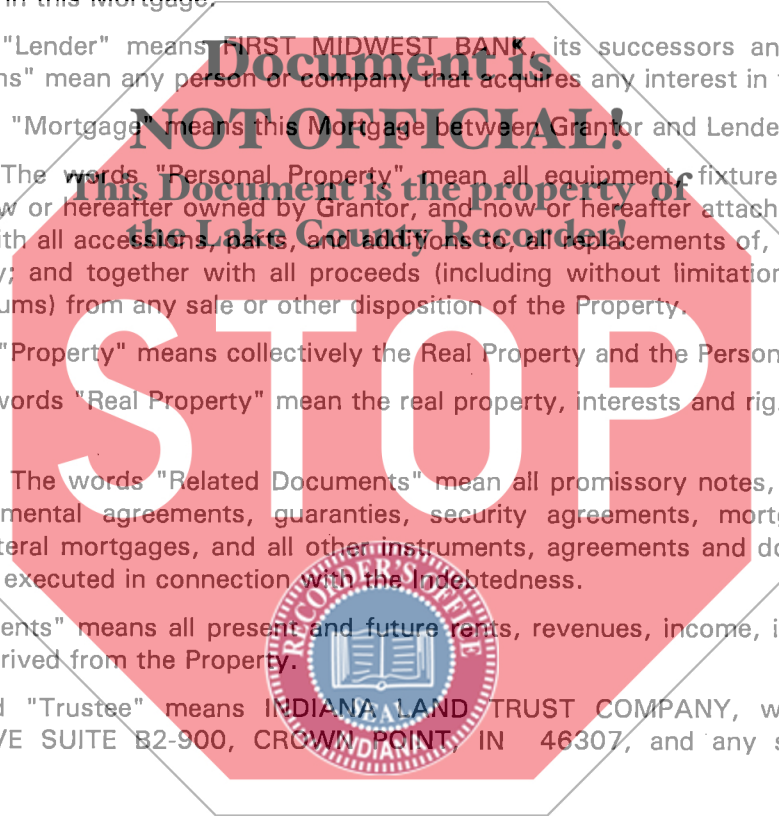 in this Mortgage.
"Lender" means FIRST MIDWEST BANK, its successors an
Document is
ns" mean any person or company that acquires any interest in
"Mortgage" means this Mortgage between Grantor and Lende
NOT OFFICIAL!
The words "Personal Property" mean all equipment, fixture
This Document is the property of
w or hereafter owned by Grantor, and now or hereafter attach
the Lake County Recorder!
ith all accessions, parts, and additions to, all replacements of,
y; and together with all proceeds (including without limitation
ums) from any sale or other disposition of the Property.
STOP
"Property" means collectively the Real Property and the Person
words "Real Property" mean the real property, interests and rig
The words "Related Documents" mean all promissory notes,
mental agreements, guaranties, security agreements, mortg
teral mortgages, and all other instruments, agreements and do
executed in connection with the Indebtedness.
ents" means all present and future rents, revenues, income, i
rived from the Property.
d "Trustee" means INDIANA LAND TRUST COMPANY, w
VE SUITE B2-900, CROWN POINT, IN 46307, and any s
RECORDER'S OFFICE
SEAL
INDIANA